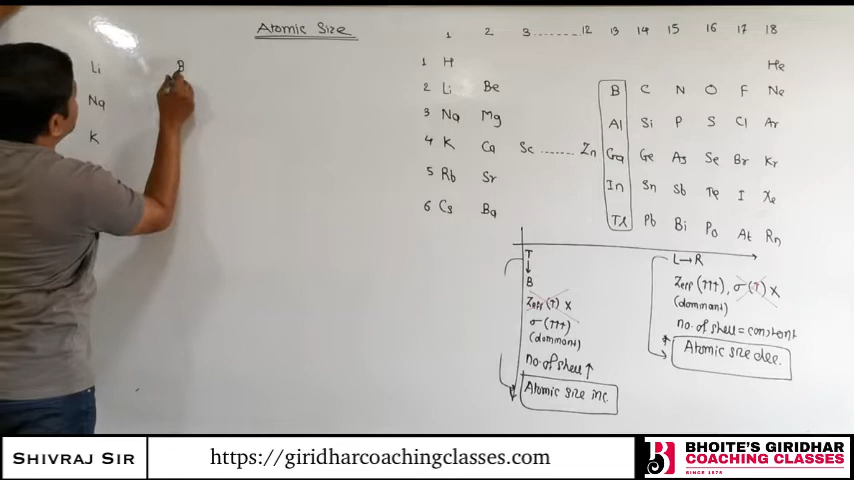 Atomic Size
Li B
Na
K
1 2 3........12 13 14 15 16 17 18
1 H He
2 Li Be B C N O F Ne
3 Na Mg Al Si P S Cl Ar
4 K Ca Sc ........ Zn Ga Ge As Se Br Kr
5 Rb Sr In Sn Sb Te I Xe
6 Cs Ba Tl Pb Bi Po At Rn
T
↓
B
Zeff (↑) x
σ (↑↑↑)
(dominant)
no. of shell ↑
Atomic size inc.
L→R
Zeff (↑↑↑), σ (↑) x
(dominant)
no. of shell = constant
Atomic size dec.
SHIVRAJ SIR
https://giridharcoachingclasses.com
BHOITE'S GIRIDHAR
COACHING CLASSES
SINCE 1975